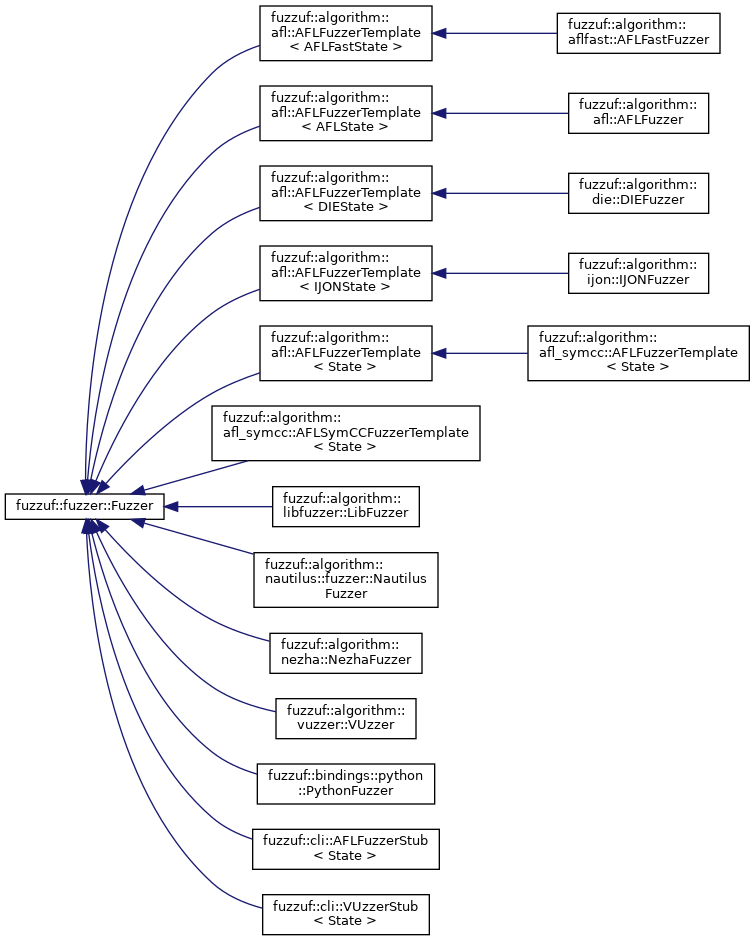 fuzzuf::algorithm::
afl::AFLFuzzerTemplate
< AFLFastState >
fuzzuf::algorithm::
aflfast::AFLFastFuzzer
fuzzuf::algorithm::
afl::AFLFuzzerTemplate
< AFLState >
fuzzuf::algorithm::
afl::AFLFuzzer
fuzzuf::algorithm::
afl::AFLFuzzerTemplate
< DIEState >
fuzzuf::algorithm::
die::DIEFuzzer
fuzzuf::algorithm::
afl::AFLFuzzerTemplate
< IJONState >
fuzzuf::algorithm::
ijon::IJONFuzzer
fuzzuf::algorithm::
afl::AFLFuzzerTemplate
< State >
fuzzuf::algorithm::
afl_symcc::AFLFuzzerTemplate
< State >
fuzzuf::algorithm::
afl_symcc::AFLSymCCFuzzerTemplate
< State >
fuzzuf::fuzzer::Fuzzer
fuzzuf::algorithm::
libfuzzer::LibFuzzer
fuzzuf::algorithm::
nautilus::fuzzer::Nautilus
Fuzzer
fuzzuf::algorithm::
nezha::NezhaFuzzer
fuzzuf::algorithm::
vuzzer::VUzzer
fuzzuf::bindings::python
::PythonFuzzer
fuzzuf::cli::AFLFuzzerStub
< State >
fuzzuf::cli::VUzzerStub
< State >